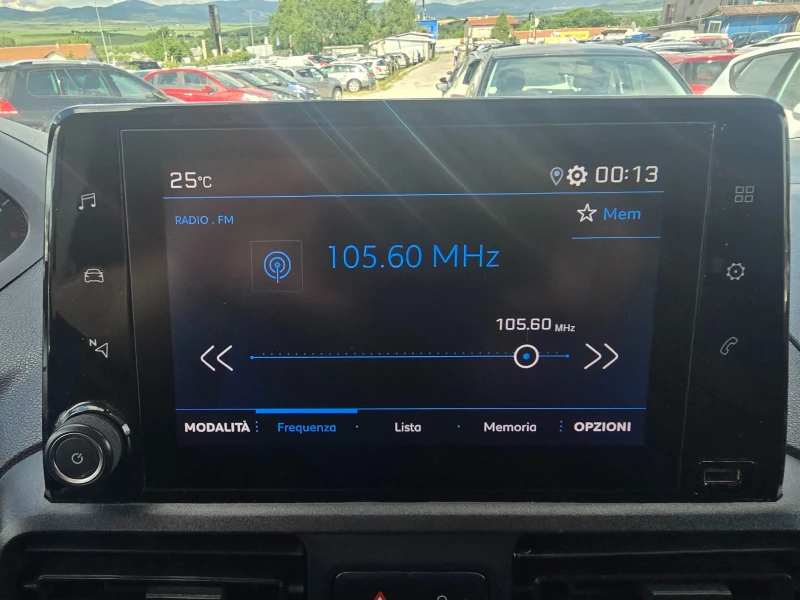 25°C 00:13
RADIO . FM Mem
105.60 MHz
105.60 MHz
MODALITÀ Frequenza Lista Memoria OPZIONI
N